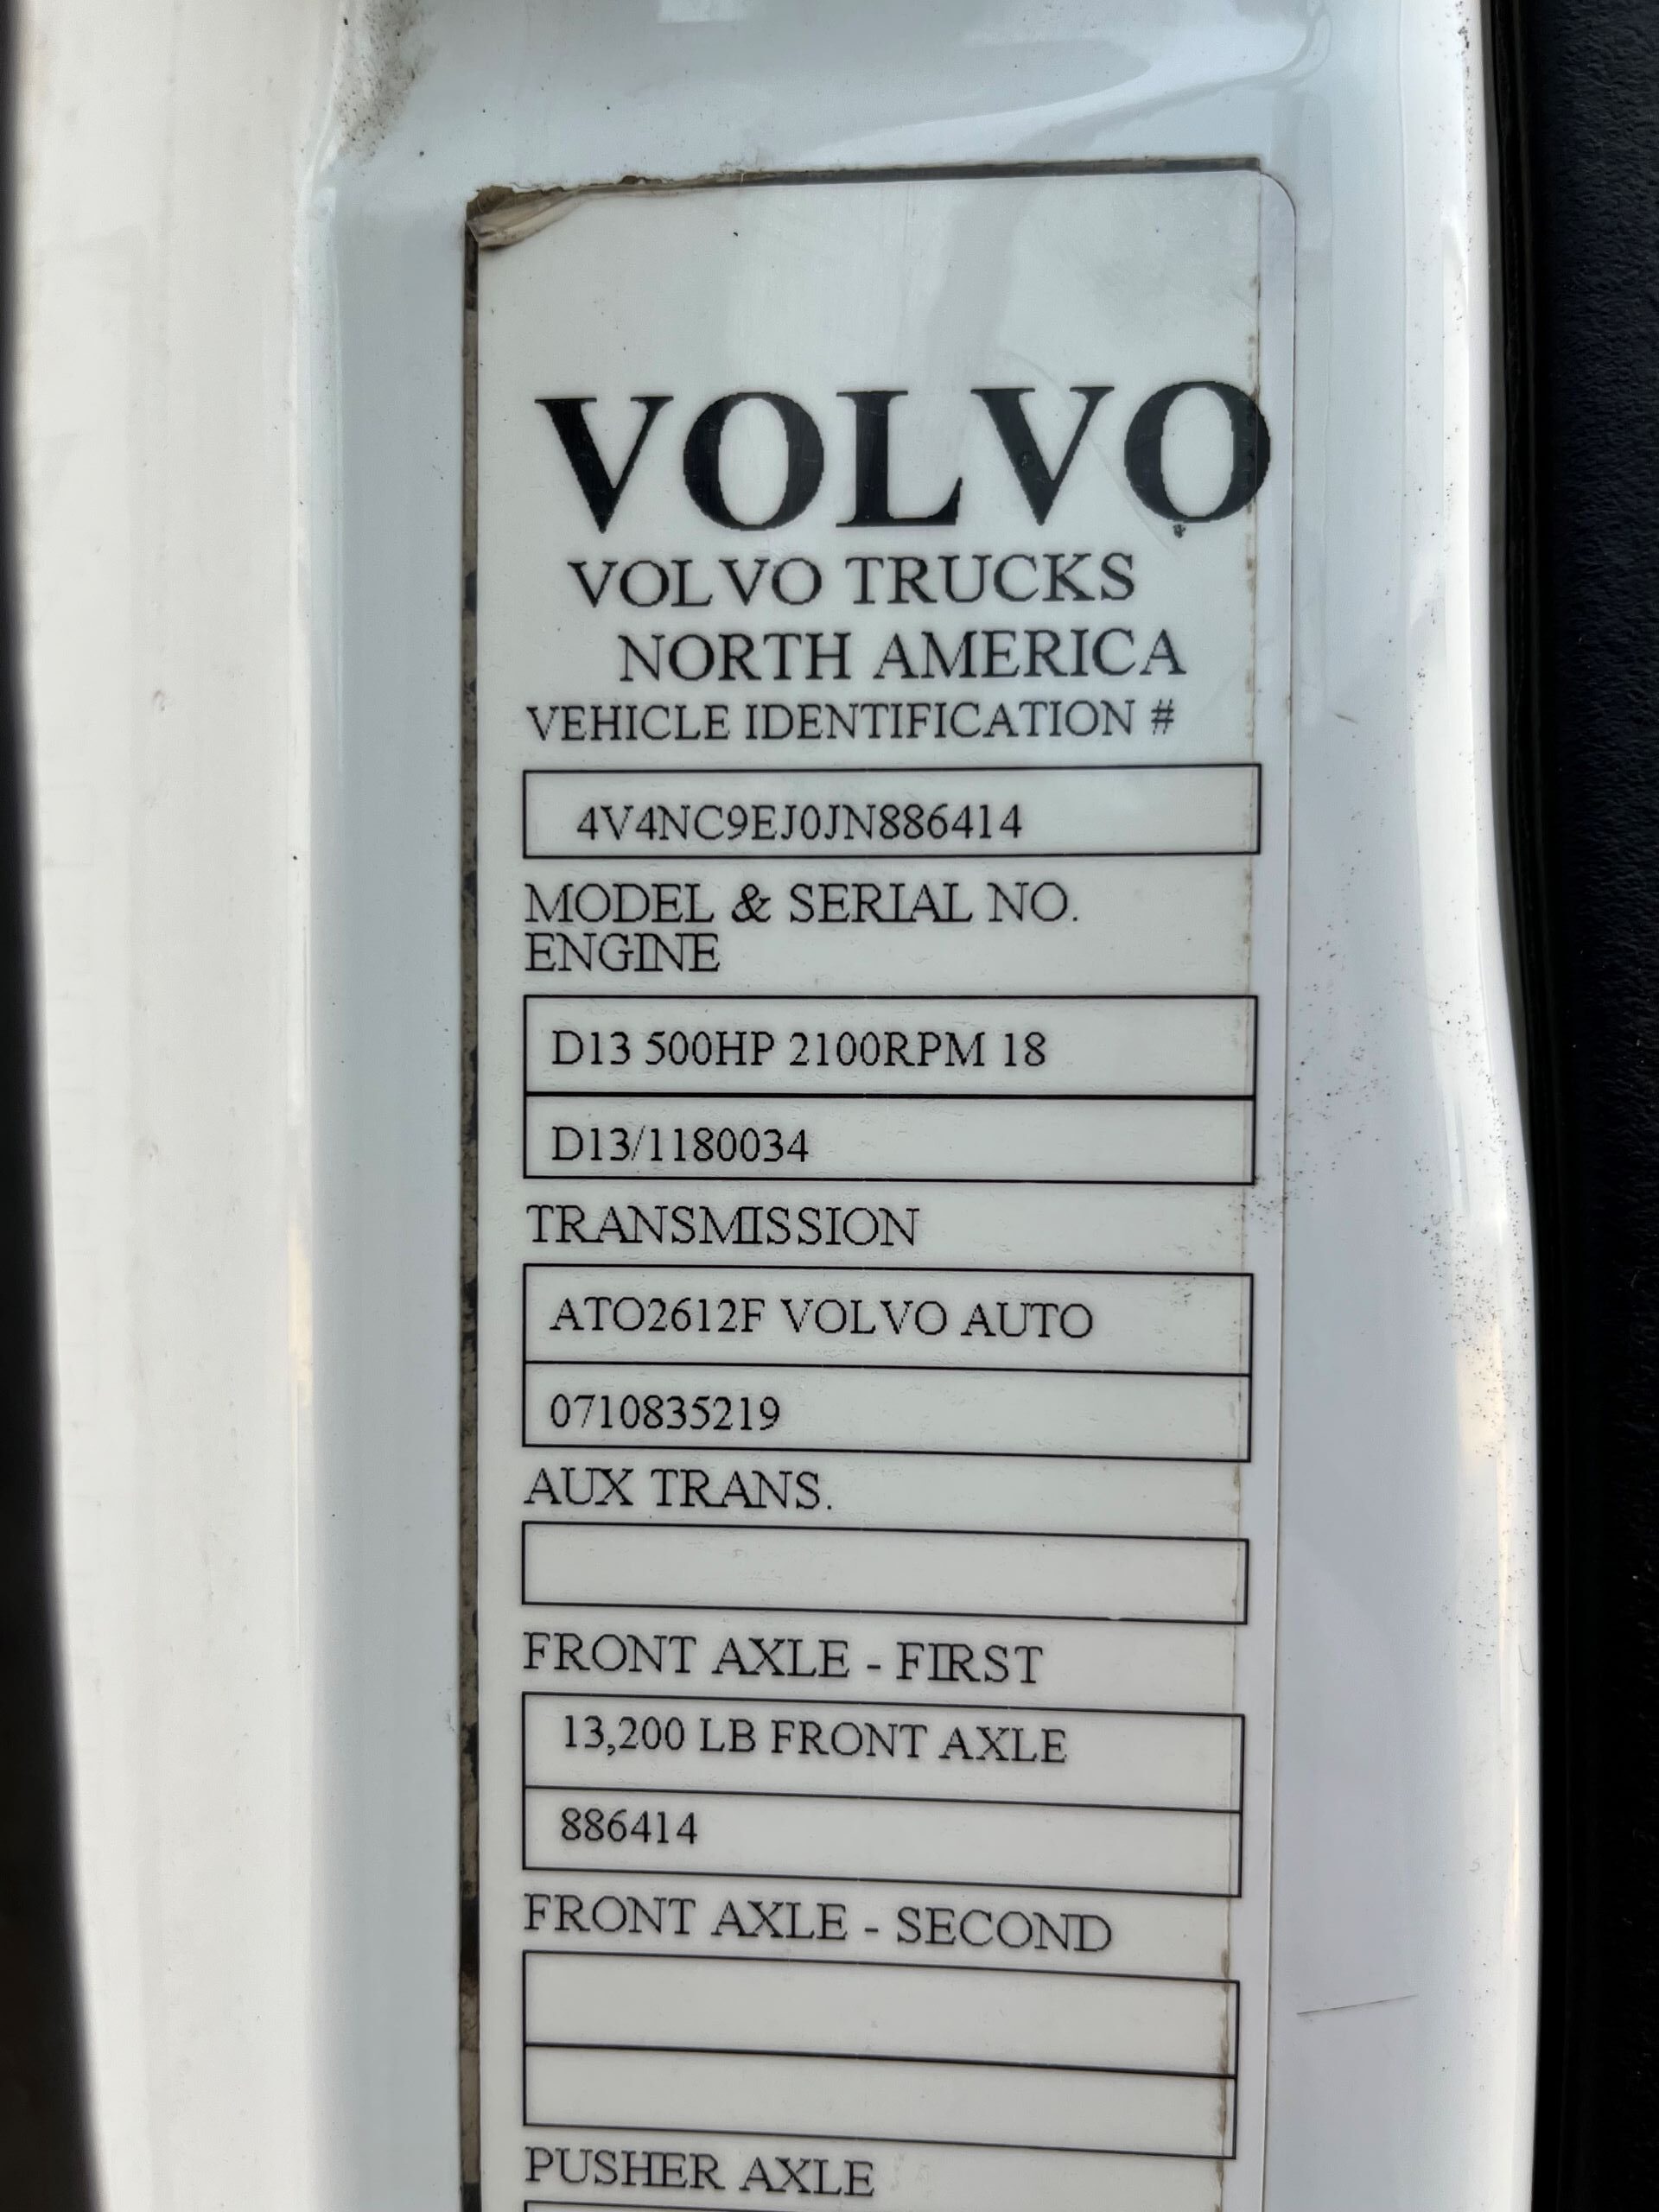 VOLVO
VOLVO TRUCKS
NORTH AMERICA
VEHICLE IDENTIFICATION #
4V4NC9EJ0JN886414
MODEL & SERIAL NO.
ENGINE
D13 500HP 2100RPM 18
D13/1180034
TRANSMISSION
ATO2612F VOLVO AUTO
0710835219
AUX TRANS.
FRONT AXLE - FIRST
13,200 LB FRONT AXLE
886414
FRONT AXLE - SECOND
PUSHER AXLE